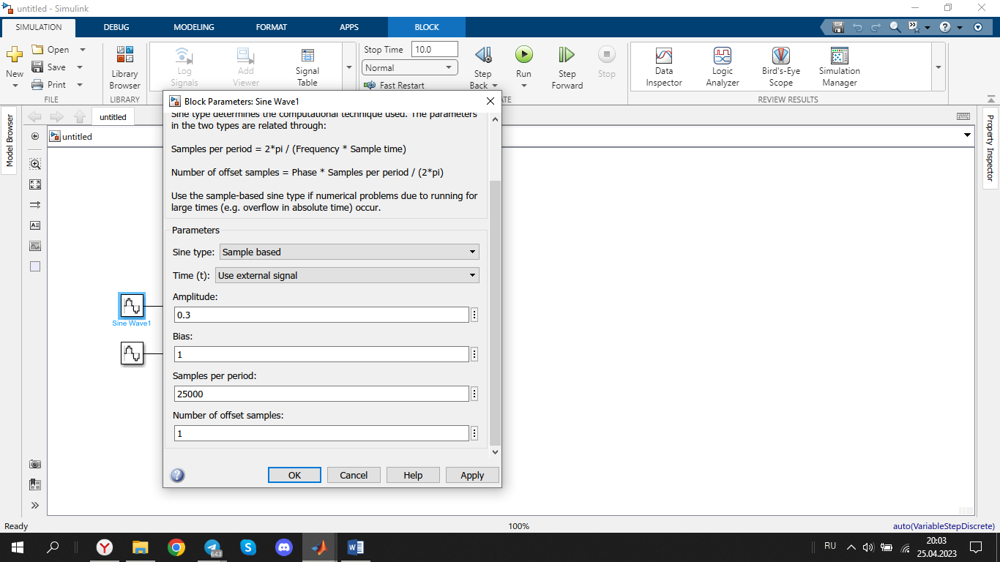 untitled - Simulink
SIMULATION DEBUG MODELING FORMAT APPS BLOCK
New
Open
Save
Print
FILE
Library
Browser
LIBRARY
Log
Signals
Add
Viewer
Signal
Table
Stop Time 10.0
Normal
Fast Restart
Step
Back
Run
Step
Forward
Stop
ATE
Data
Inspector
Logic
Analyzer
Bird's-Eye
Scope
Simulation
Manager
REVIEW RESULTS
Model Browser
untitled
untitled
Property Inspector
Sine Wave1
Block Parameters: Sine Wave1
Sine type determines the computational technique used. The parameters
in the two types are related through:
Samples per period = 2*pi / (Frequency * Sample time)
Number of offset samples = Phase * Samples per period / (2*pi)
Use the sample-based sine type if numerical problems due to running for
large times (e.g. overflow in absolute time) occur.
Parameters
Sine type: Sample based
Time (t): Use external signal
Amplitude:
0.3
Bias:
1
Samples per period:
25000
Number of offset samples:
1
OK Cancel Help Apply
Ready 100% auto(VariableStepDiscrete)
643
RU
20:03
25.04.2023